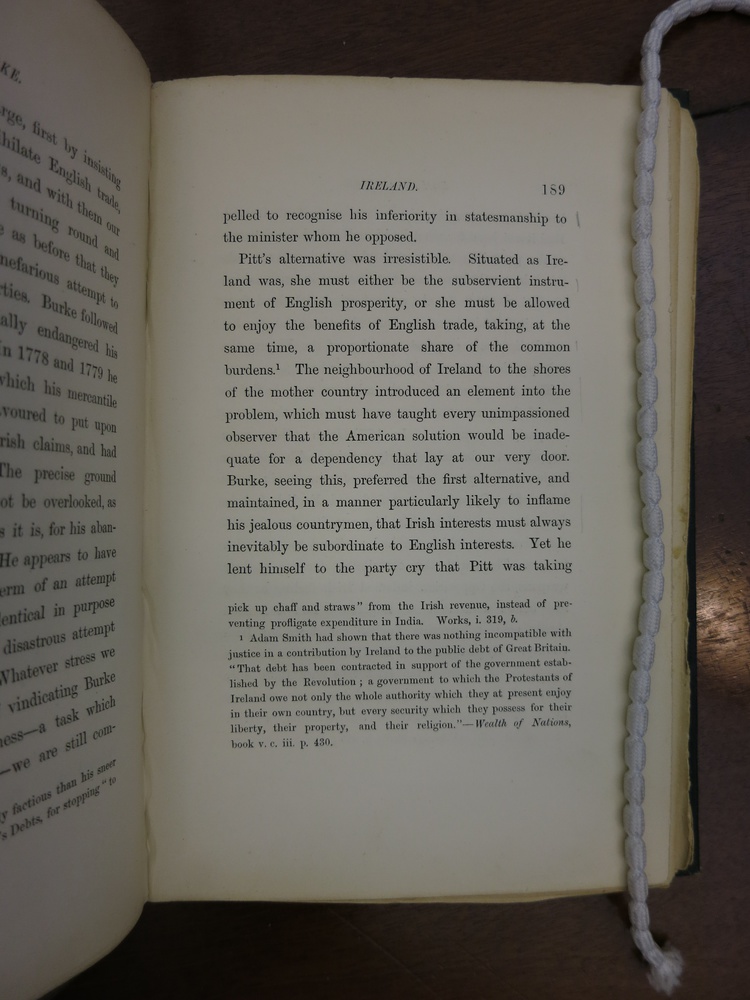 KE.
rge, first by insisting
hilate English trade,
s, and with them our
turning round and
e as before that they
nefarious attempt to
ties. Burke followed
ally endangered his
In 1778 and 1779 he
which his mercantile
voured to put upon
rish claims, and had
The precise ground
ot be overlooked, as
s it is, for his aban-
He appears to have
erm of an attempt
entical in purpose
disastrous attempt
Whatever stress we
vindicating Burke
ness—a task which
—we are still com-
y factious than his sneer
's Debts, for stopping "to
IRELAND. 189
pelled to recognise his inferiority in statesmanship to
the minister whom he opposed.
Pitt's alternative was irresistible. Situated as Ire-
land was, she must either be the subservient instru-
ment of English prosperity, or she must be allowed
to enjoy the benefits of English trade, taking, at the
same time, a proportionate share of the common
burdens.¹ The neighbourhood of Ireland to the shores
of the mother country introduced an element into the
problem, which must have taught every unimpassioned
observer that the American solution would be inade-
quate for a dependency that lay at our very door.
Burke, seeing this, preferred the first alternative, and
maintained, in a manner particularly likely to inflame
his jealous countrymen, that Irish interests must always
inevitably be subordinate to English interests. Yet he
lent himself to the party cry that Pitt was taking
pick up chaff and straws" from the Irish revenue, instead of pre-
venting profligate expenditure in India. Works, i. 319, b.
¹ Adam Smith had shown that there was nothing incompatible with
justice in a contribution by Ireland to the public debt of Great Britain.
"That debt has been contracted in support of the government estab-
lished by the Revolution; a government to which the Protestants of
Ireland owe not only the whole authority which they at present enjoy
in their own country, but every security which they possess for their
liberty, their property, and their religion."—Wealth of Nations,
book v. c. iii. p. 430.